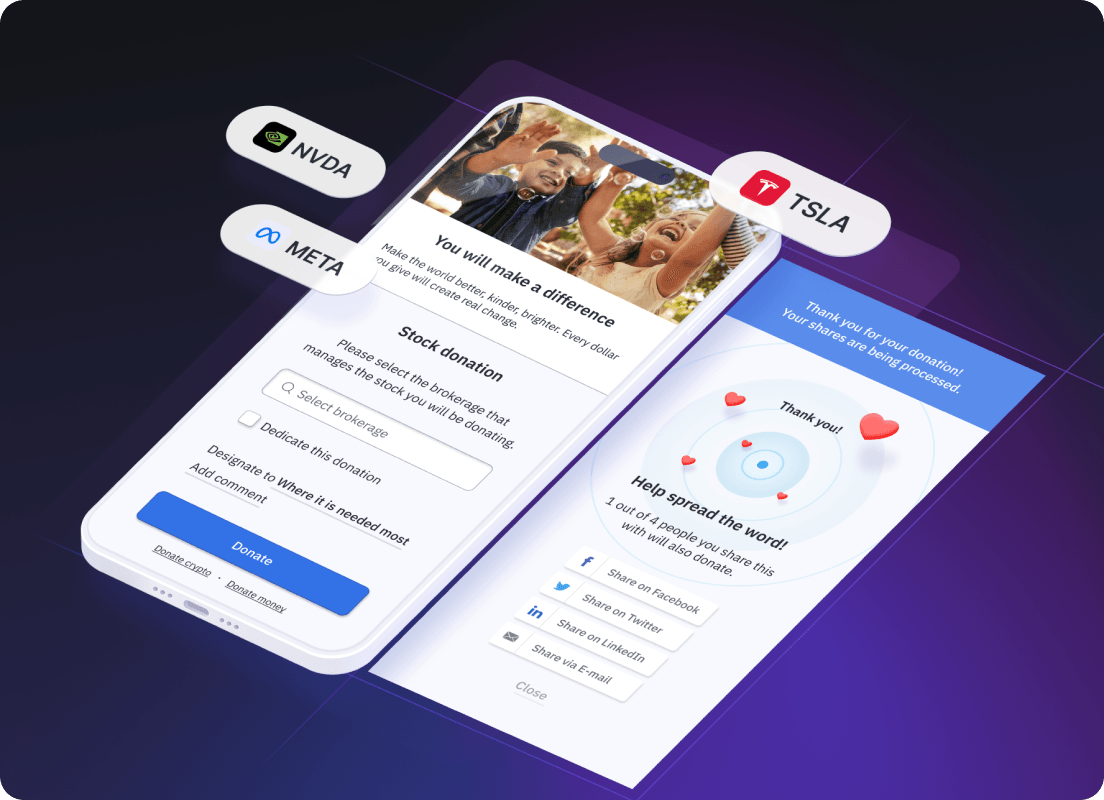 NVDA
META
TSLA
You will make a difference
Make the world better, kinder, brighter. Every dollar
you give will create real change.
Stock donation
Please select the brokerage that
manages the stock you will be donating.
Select brokerage
Dedicate this donation
Designate to Where it is needed most
Add comment
Donate
Donate crypto · Donate money
Thank you for your donation!
Your shares are being processed.
Thank you!
Help spread the word!
1 out of 4 people you share this
with will also donate.
Share on Facebook
Share on Twitter
Share on LinkedIn
Share via E-mail
Close